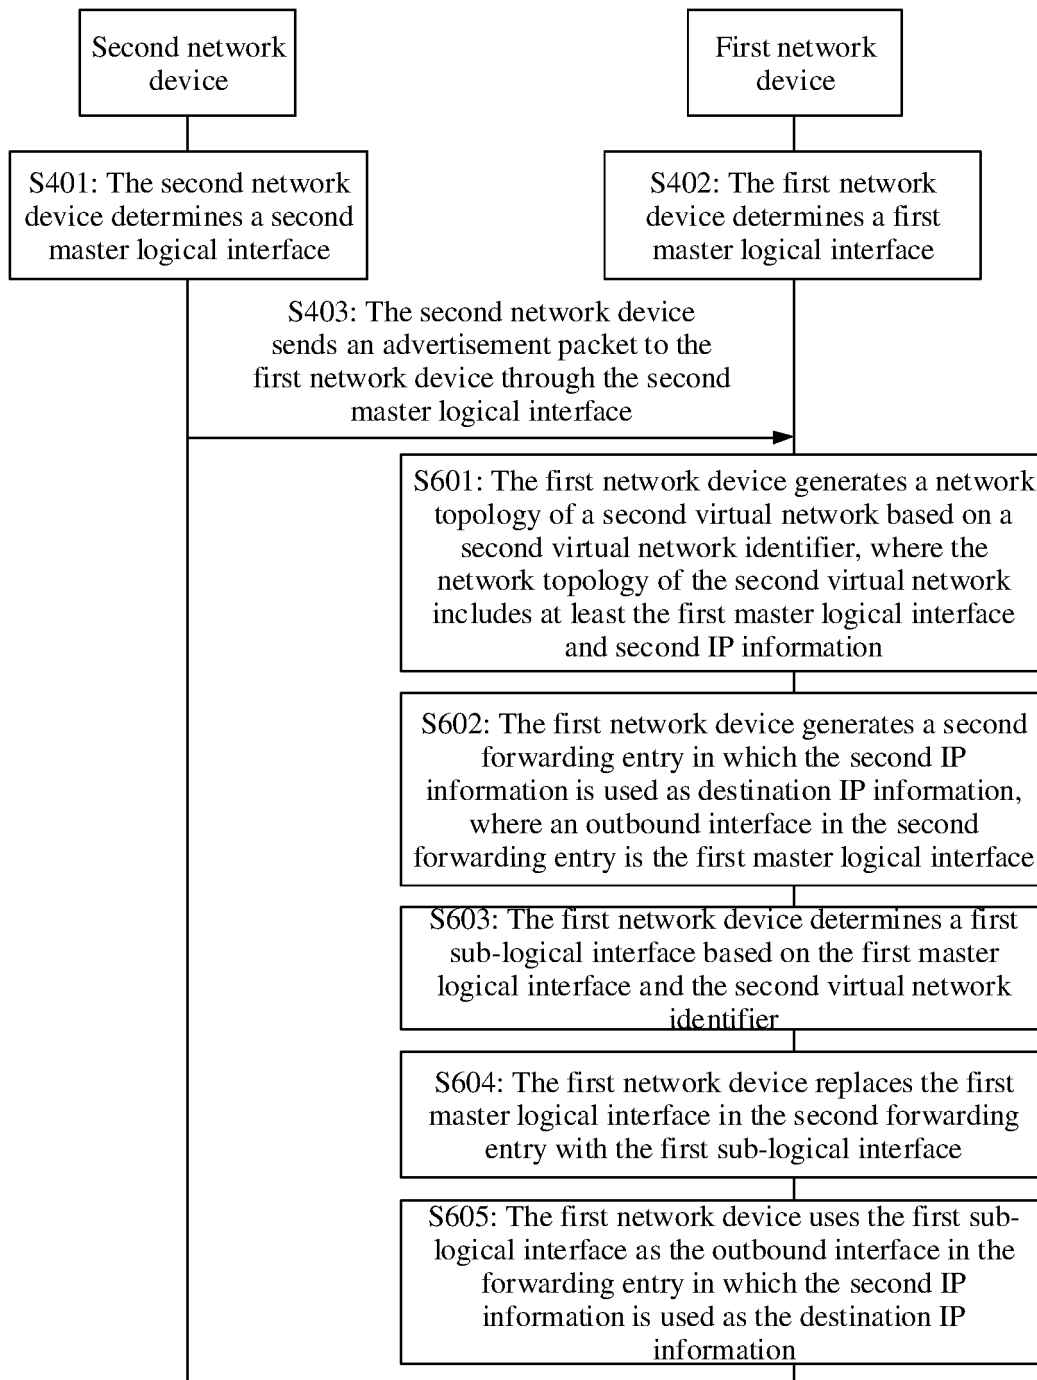 Second network
device
First network
device
S401: The second network
device determines a second
master logical interface
S402: The first network
device determines a first
master logical interface
S403: The second network device
sends an advertisement packet to the
first network device through the second
master logical interface
S601: The first network device generates a network
topology of a second virtual network based on a
second virtual network identifier, where the
network topology of the second virtual network
includes at least the first master logical interface
and second IP information
S602: The first network device generates a second
forwarding entry in which the second IP
information is used as destination IP information,
where an outbound interface in the second
forwarding entry is the first master logical interface
S603: The first network device determines a first
sub-logical interface based on the first master
logical interface and the second virtual network
identifier
S604: The first network device replaces the first
master logical interface in the second forwarding
entry with the first sub-logical interface
S605: The first network device uses the first sub-
logical interface as the outbound interface in the
forwarding entry in which the second IP
information is used as the destination IP
information